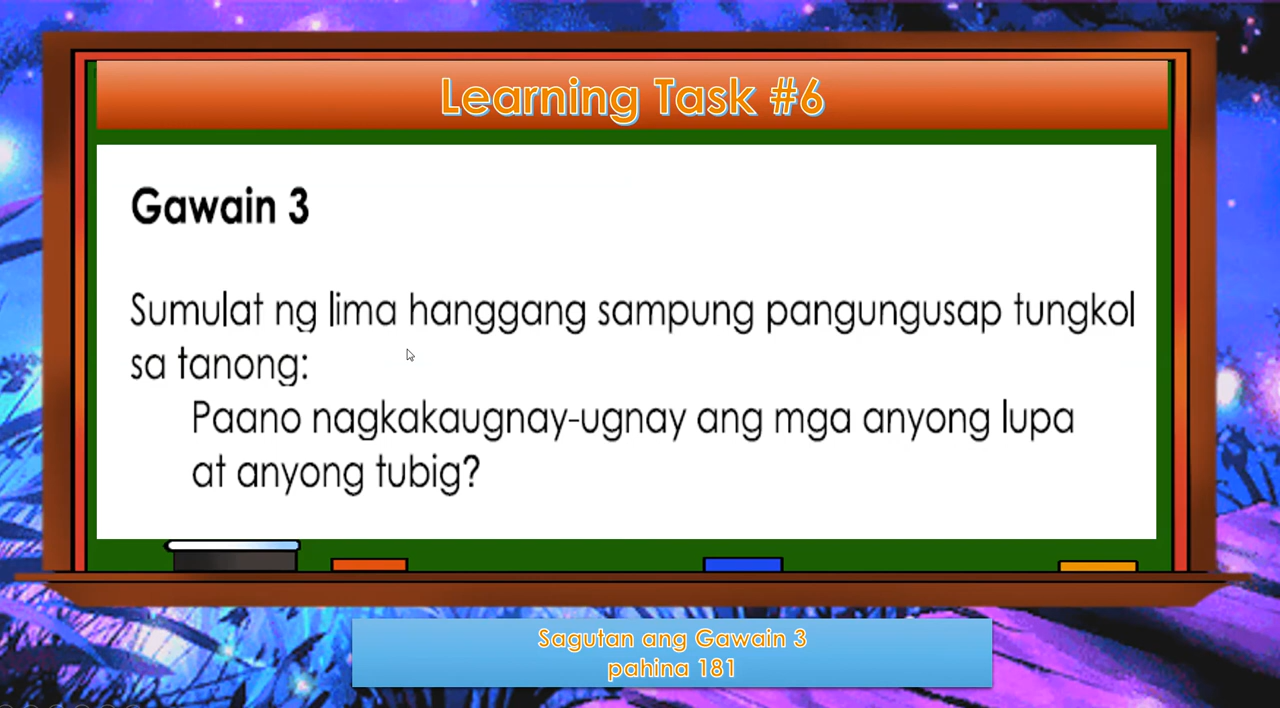 Learning Task #6
Gawain 3
Sumulat ng lima hanggang sampung pangungusap tungkol
sa tanong:
Paano nagkakaugnay-ugnay ang mga anyong lupa
at anyong tubig?
Sagutan ang Gawain 3
pahina 181